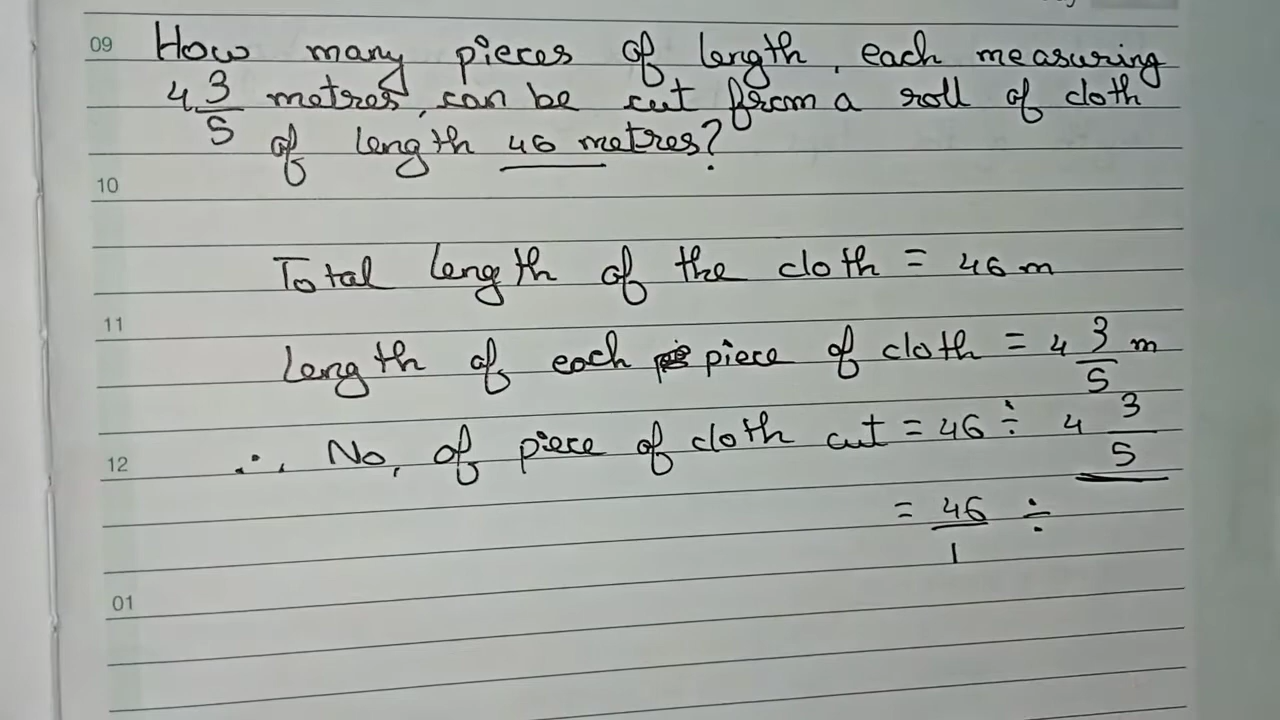 09 How many pieces of length, each measuring
4 3/5 metres, can be cut from a roll of cloth
of length 46 metres?
10
Total length of the cloth = 46 m
11
Length of each piece of cloth = 4 3/5 m
12 ∴ No. of piece of cloth cut = 46 ÷ 4 3/5
= 46/1 ÷
01